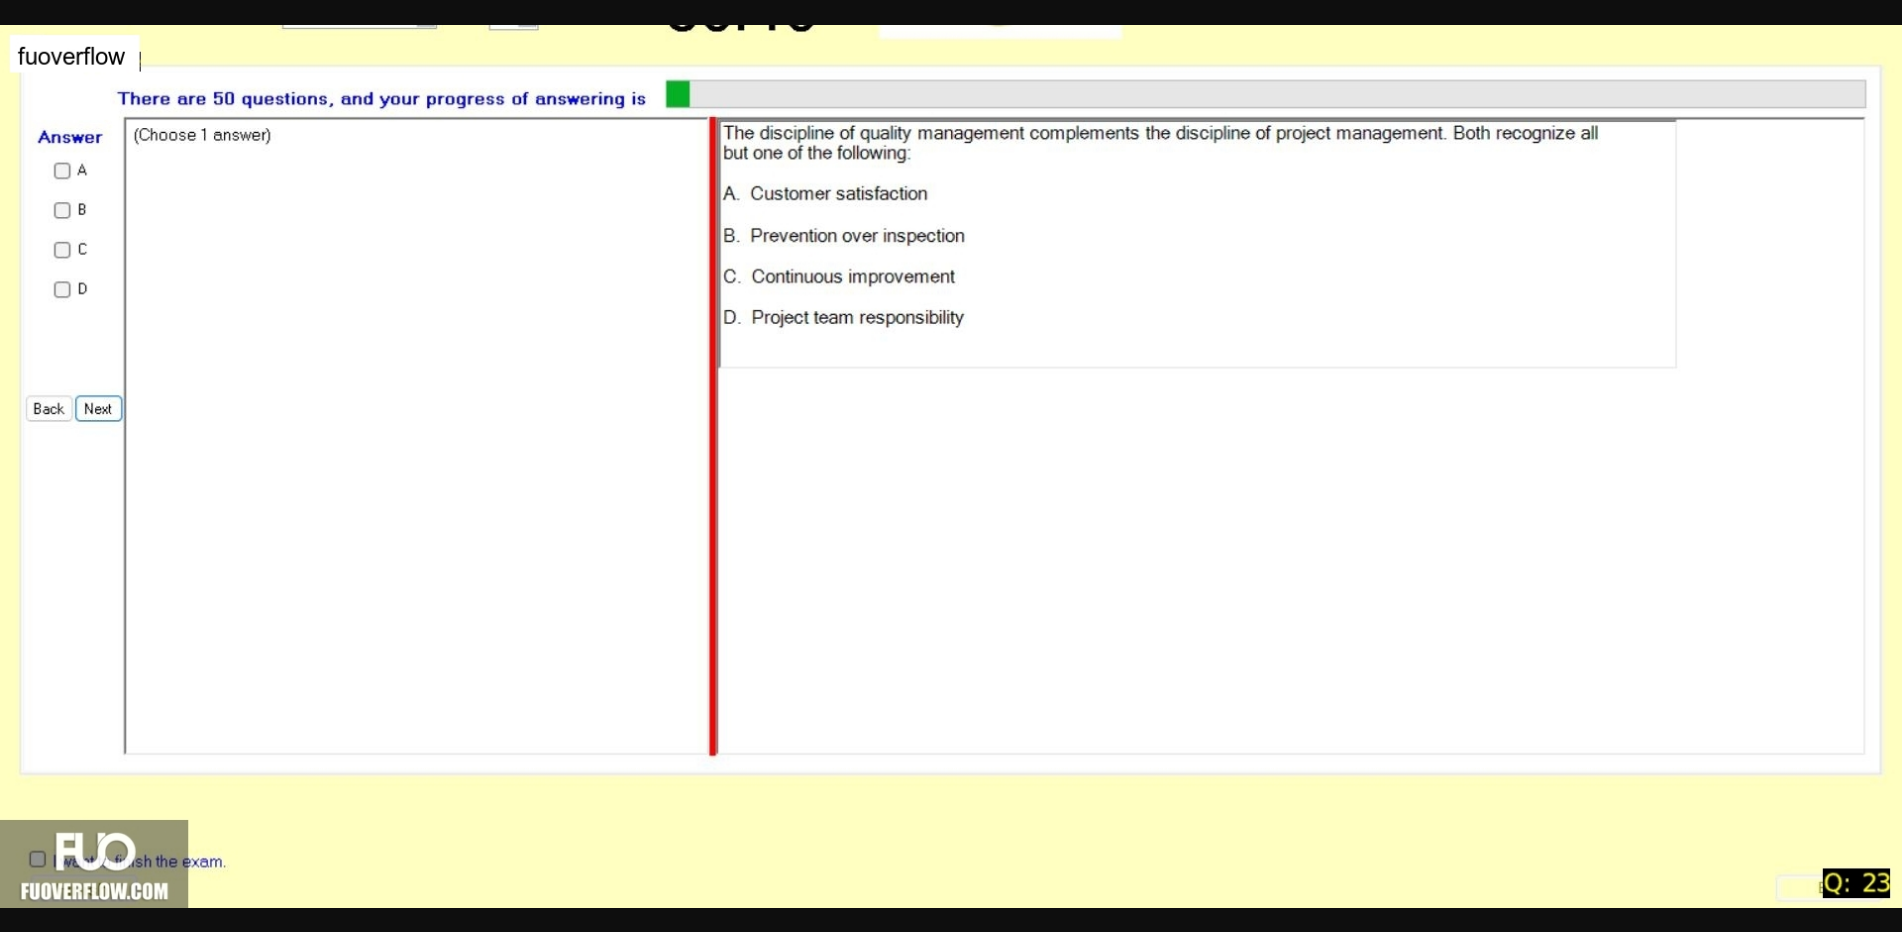 fuoverflow
There are 50 questions, and your progress of answering is
Answer
(Choose 1 answer)
A
B
C
D
Back Next
The discipline of quality management complements the discipline of project management. Both recognize all
but one of the following:
A. Customer satisfaction
B. Prevention over inspection
C. Continuous improvement
D. Project team responsibility
I want to finish the exam.
FUO
FUOVERFLOW.COM
Q: 23